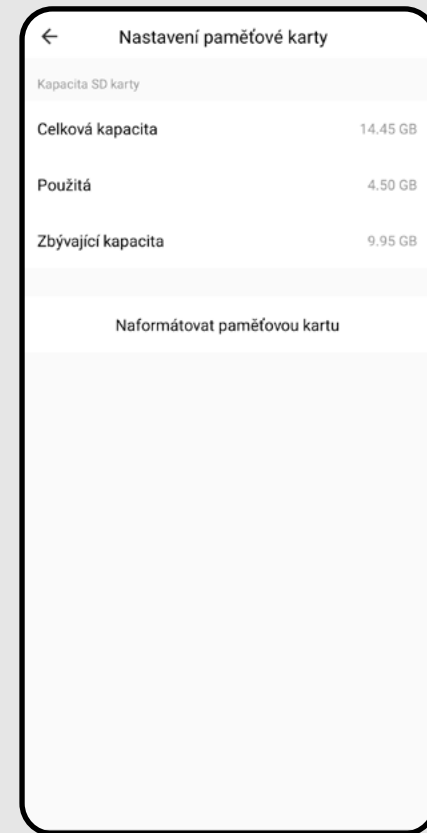 Nastavení paměťové karty
Kapacita SD karty
Celková kapacita 14.45 GB
Použitá 4.50 GB
Zbývající kapacita 9.95 GB
Naformátovat paměťovou kartu